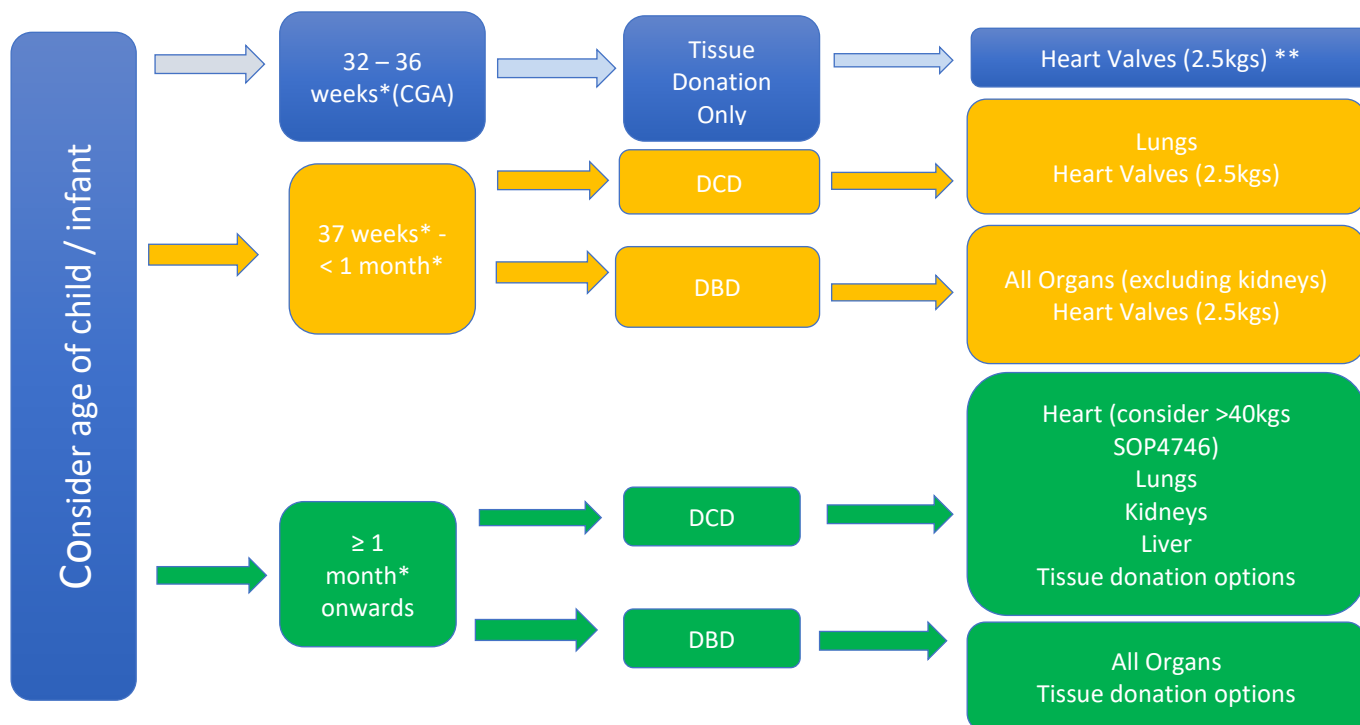 Consider age of child / infant
32 – 36
weeks*(CGA)
Tissue
Donation
Only
Heart Valves (2.5kgs) **
37 weeks* -
< 1 month*
DCD
Lungs
Heart Valves (2.5kgs)
DBD
All Organs (excluding kidneys)
Heart Valves (2.5kgs)
≥ 1
month*
onwards
DCD
Heart (consider >40kgs
SOP4746)
Lungs
Kidneys
Liver
Tissue donation options
DBD
All Organs
Tissue donation options